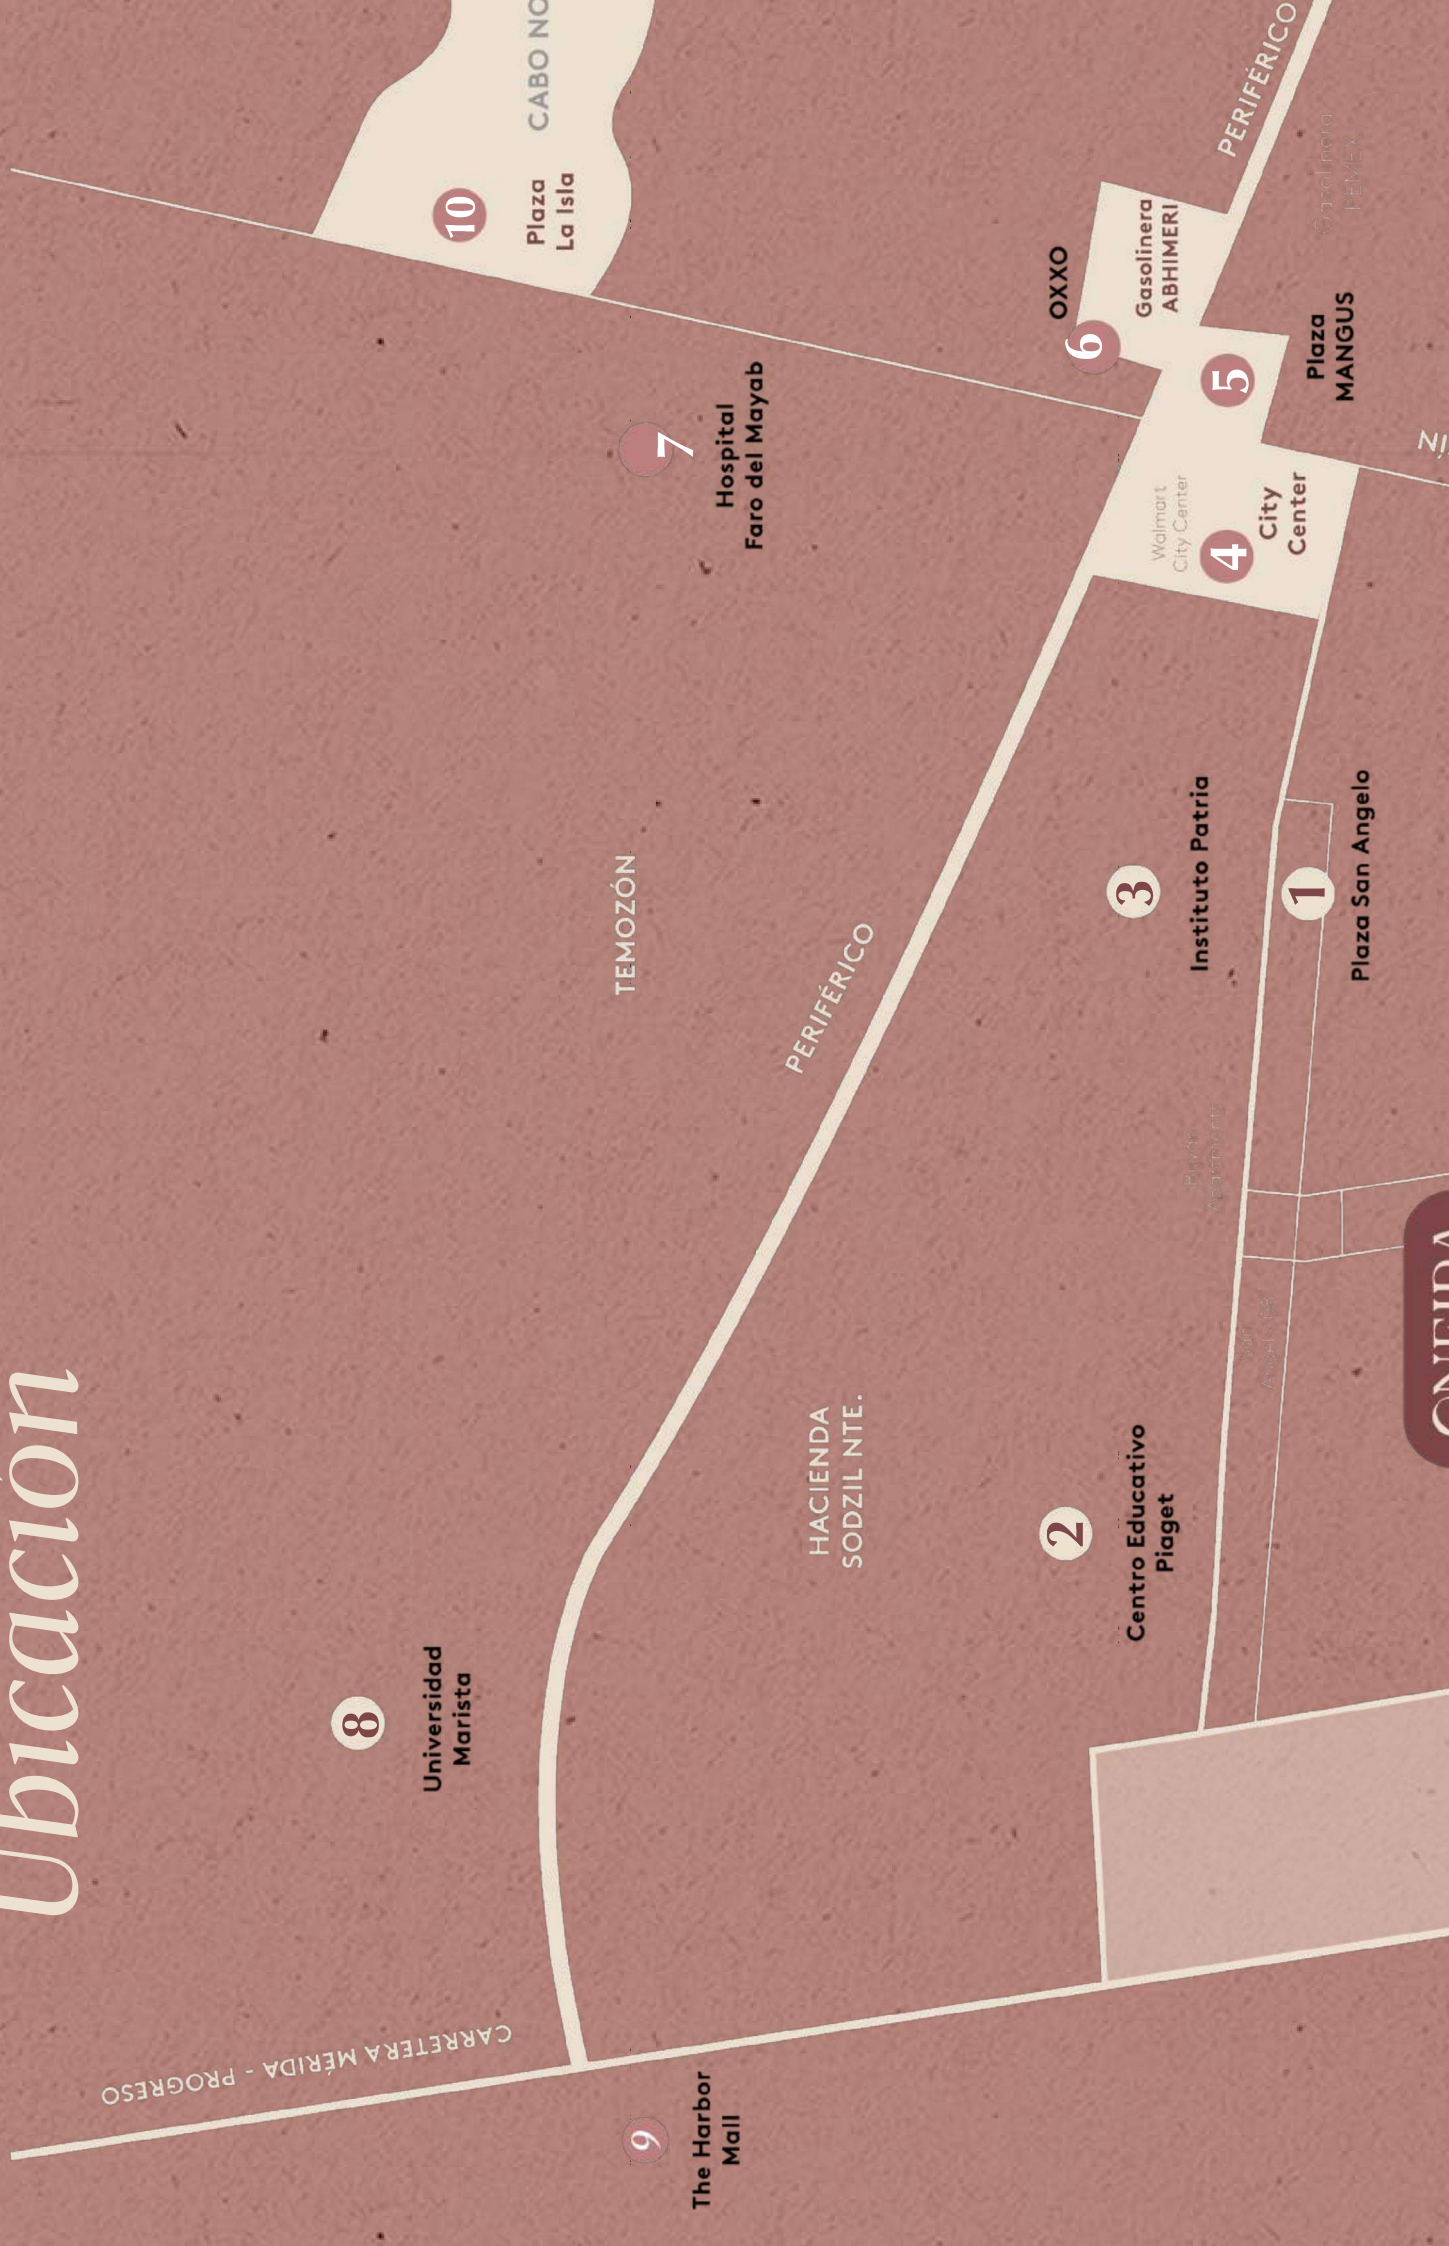 Ubicación
CARRETERA MÉRIDA - PROGRESO
8
Universidad
Marista
10
Plaza
La Isla
CABO NO
7
Hospital
Faro del Mayab
TEMOZÓN
PERIFÉRICO
9
The Harbor
Mall
HACIENDA
SODZIL NTE.
2
Centro Educativo
Piaget
3
Instituto Patria
1
Plaza San Angelo
Walmart
City Center
4
City
Center
OXXO
6
Gasolinera
ABHIMERI
5
Plaza
MANGUS
PERIFÉRICO
Gasolinera
PEMEX